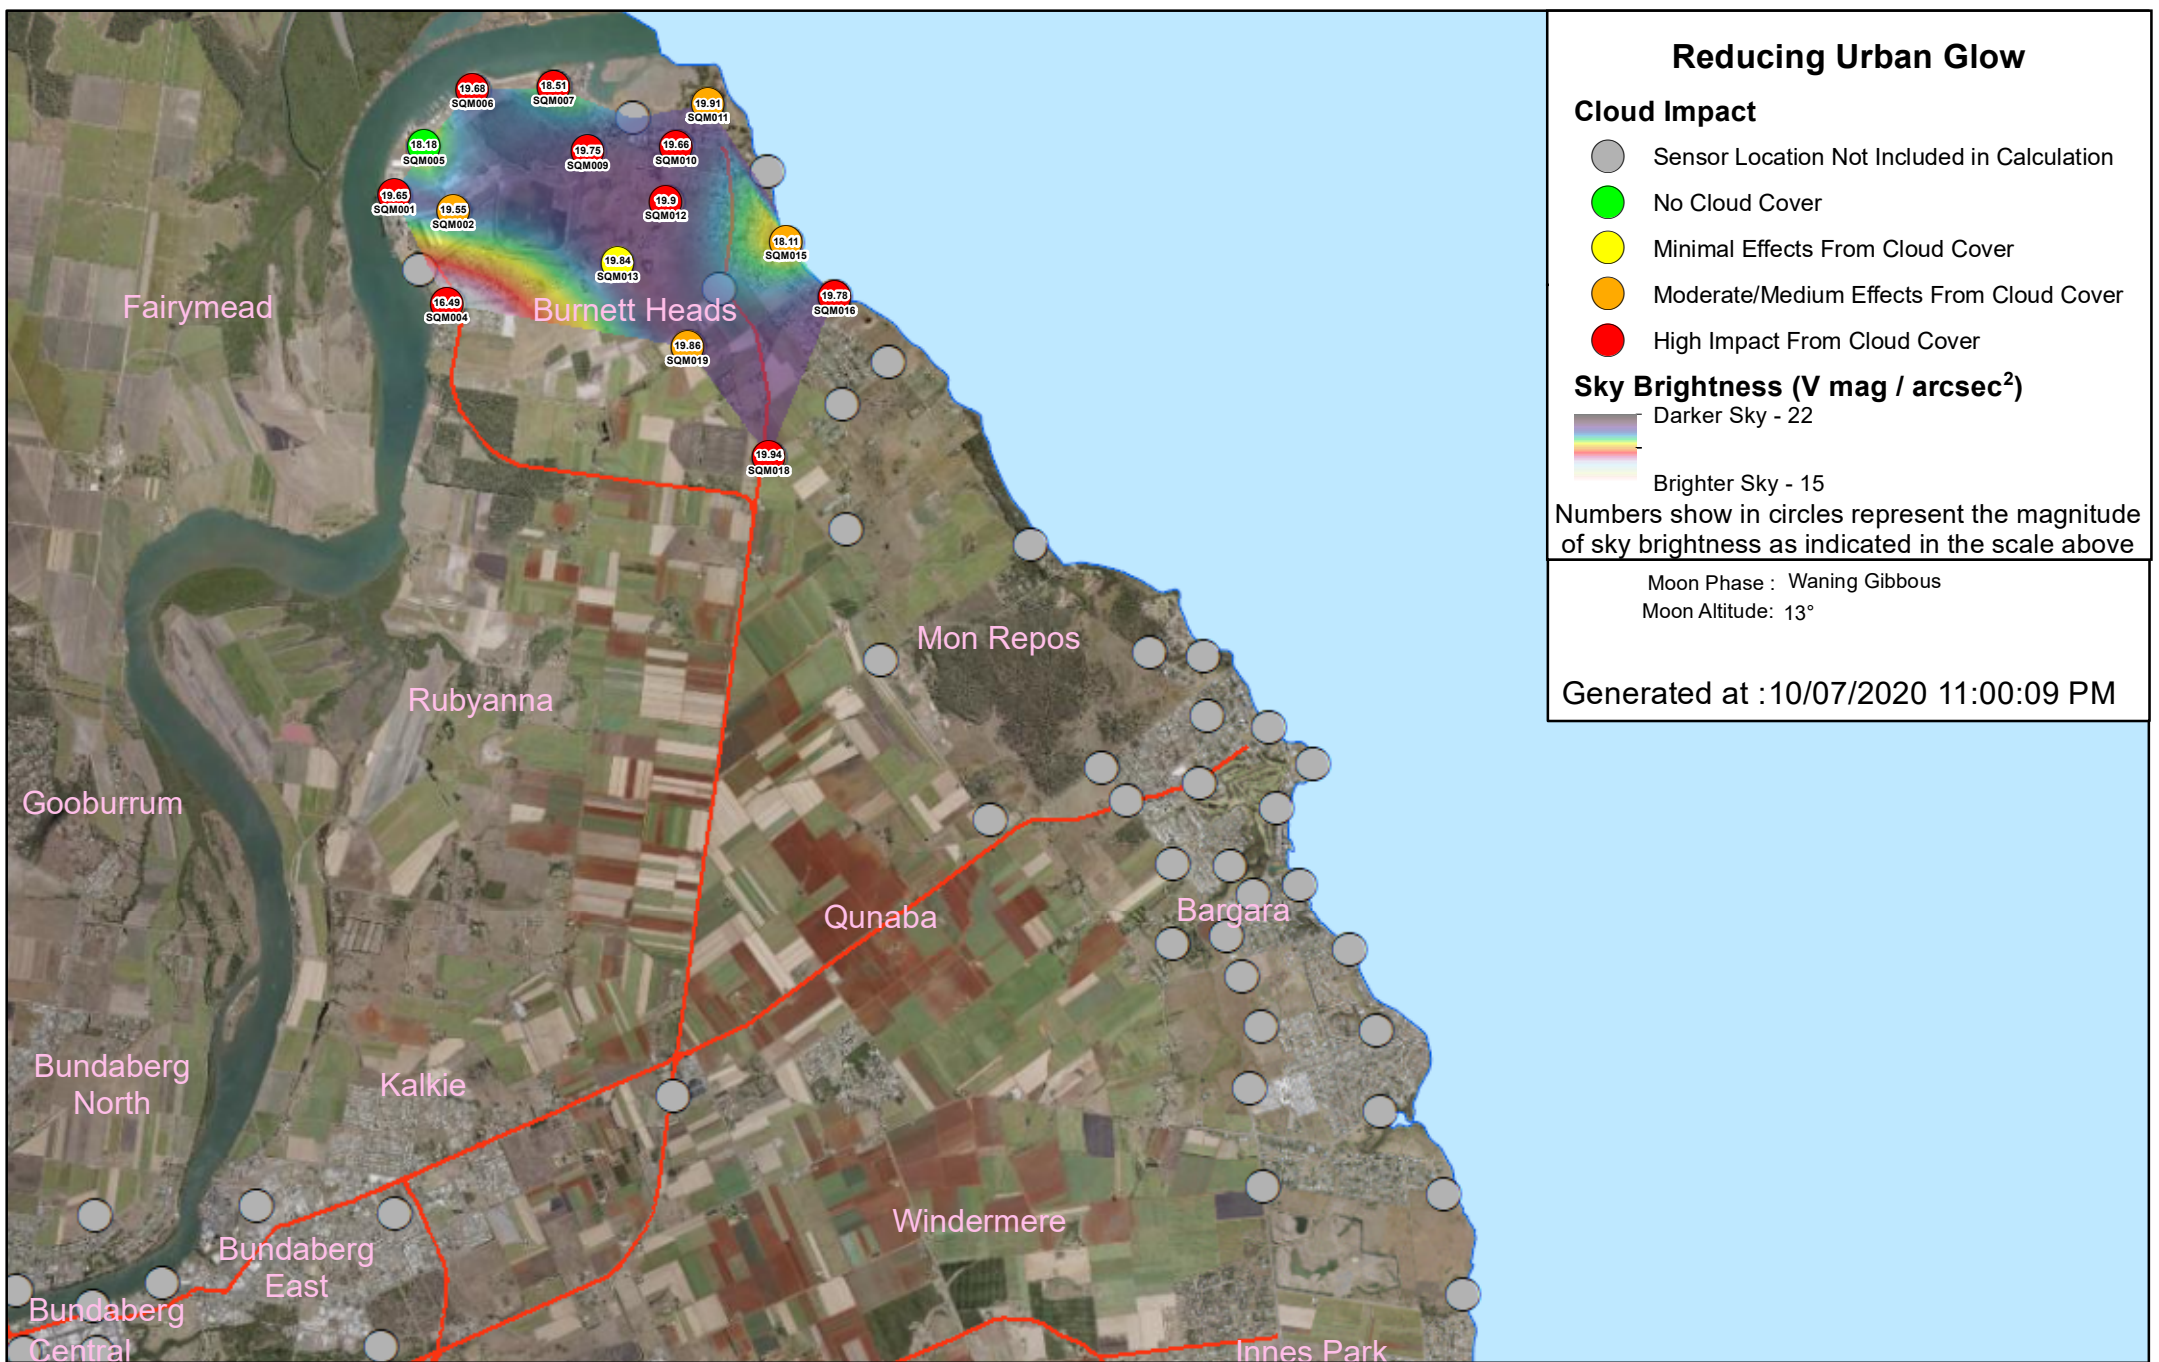 Reducing Urban Glow
Cloud Impact
Sensor Location Not Included in Calculation
No Cloud Cover
Minimal Effects From Cloud Cover
Moderate/Medium Effects From Cloud Cover
High Impact From Cloud Cover
Sky Brightness (V mag / arcsec²)
Darker Sky - 22
Brighter Sky - 15
Numbers show in circles represent the magnitude
of sky brightness as indicated in the scale above
Moon Phase : Waning Gibbous
Moon Altitude: 13°
Generated at :10/07/2020 11:00:09 PM
19.68
SQM006
18.51
SQM007
19.91
SQM011
18.18
SQM005
19.75
SQM009
19.66
SQM010
19.65
SQM001
19.55
SQM002
19.9
SQM012
18.11
SQM015
19.84
SQM013
16.49
SQM004
19.78
SQM016
19.86
SQM019
19.94
SQM018
Fairymead
Burnett Heads
Mon Repos
Rubyanna
Gooburrum
Qunaba
Bargara
Bundaberg
North
Kalkie
Windermere
Bundaberg
East
Bundaberg
Central
Innes Park